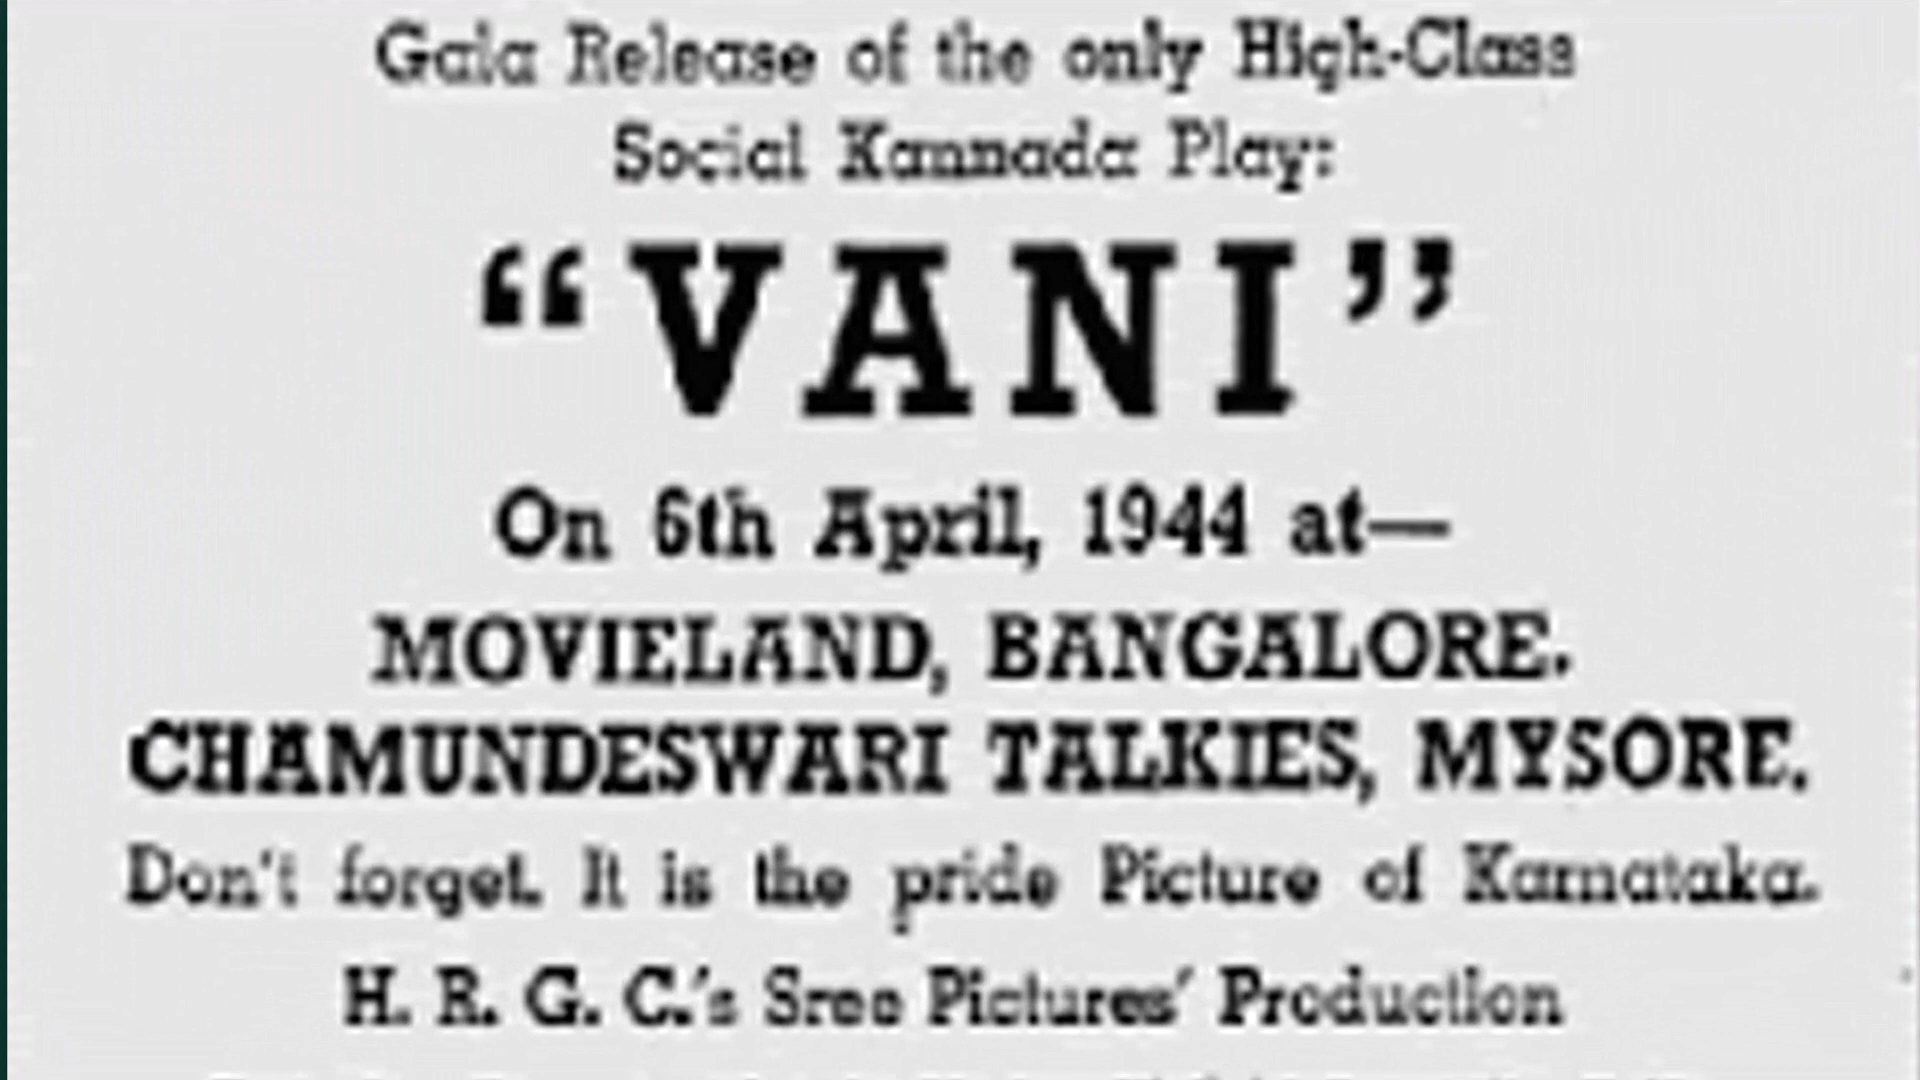 Gala Release of the only High-Class
Social Kannada Play:
“VANI”
On 6th April, 1944 at—
MOVIELAND, BANGALORE.
CHAMUNDESWARI TALKIES, MYSORE.
Don't forget. It is the pride Picture of Karnataka.
H. R. G. C.'s Sree Pictures' Production